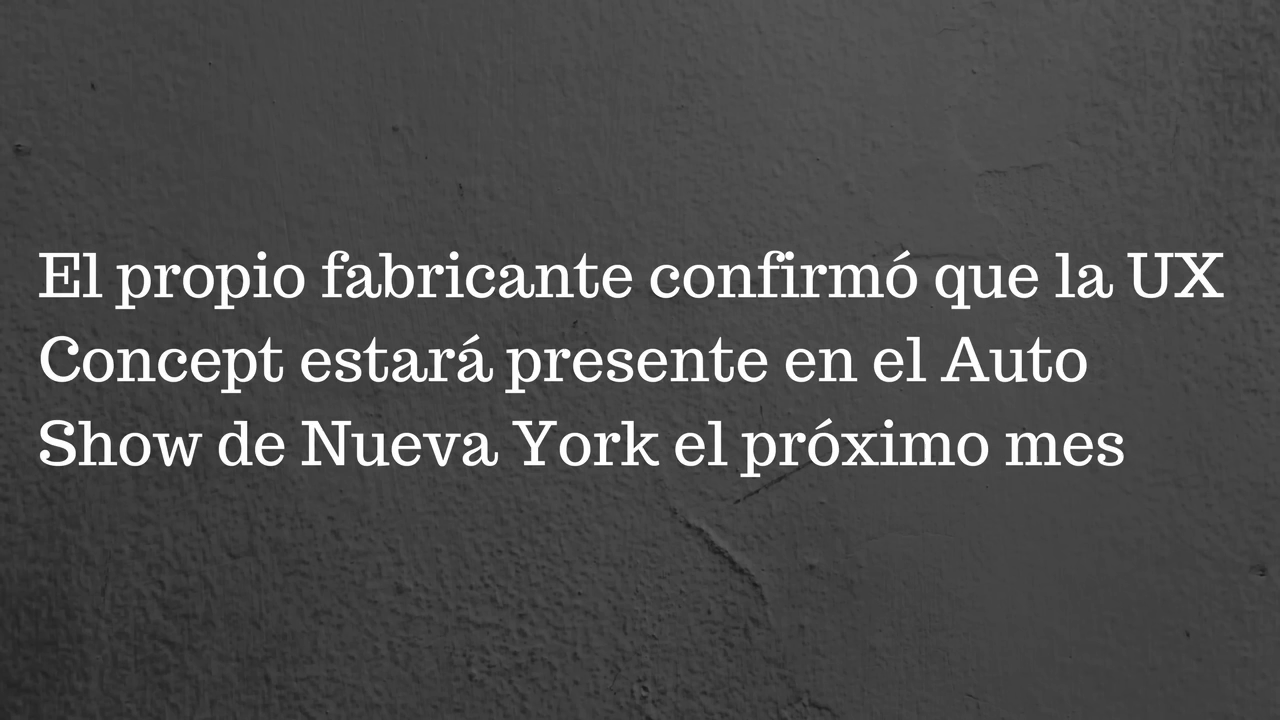 El propio fabricante confirmó que la UX
Concept estará presente en el Auto
Show de Nueva York el próximo mes